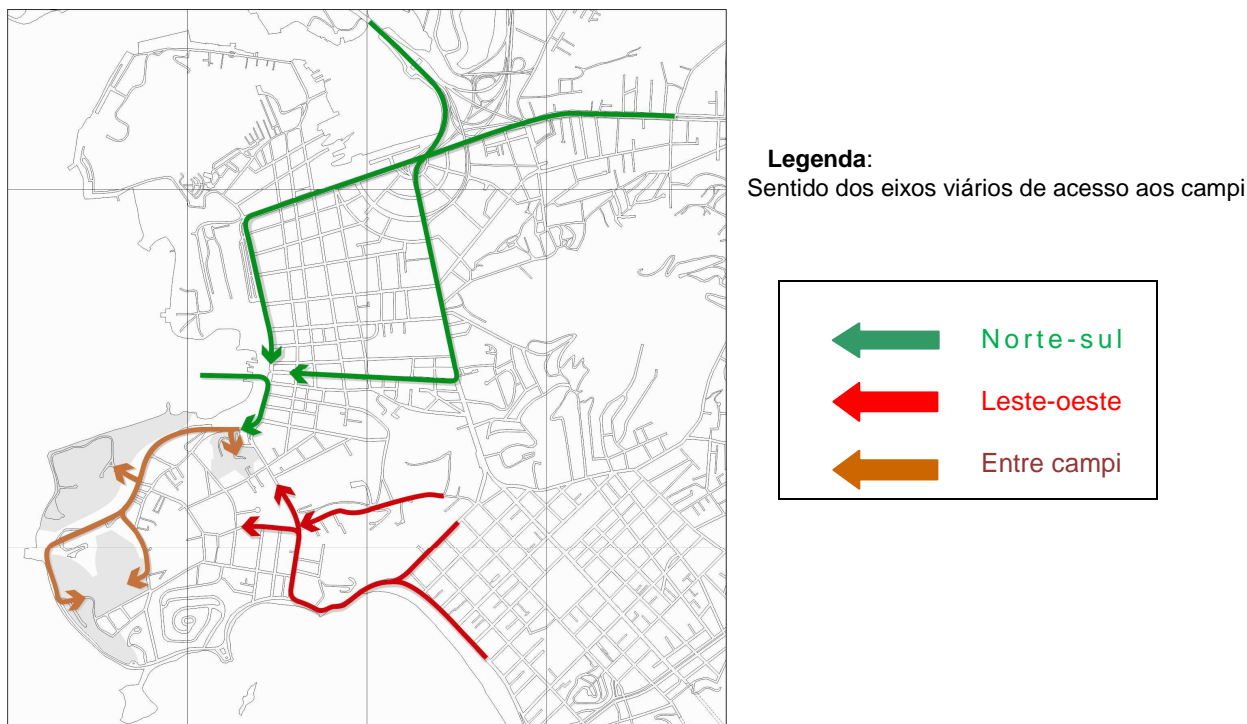 Legenda:
Sentido dos eixos viários de acesso aos campi
Norte-sul
Leste-oeste
Entre campi